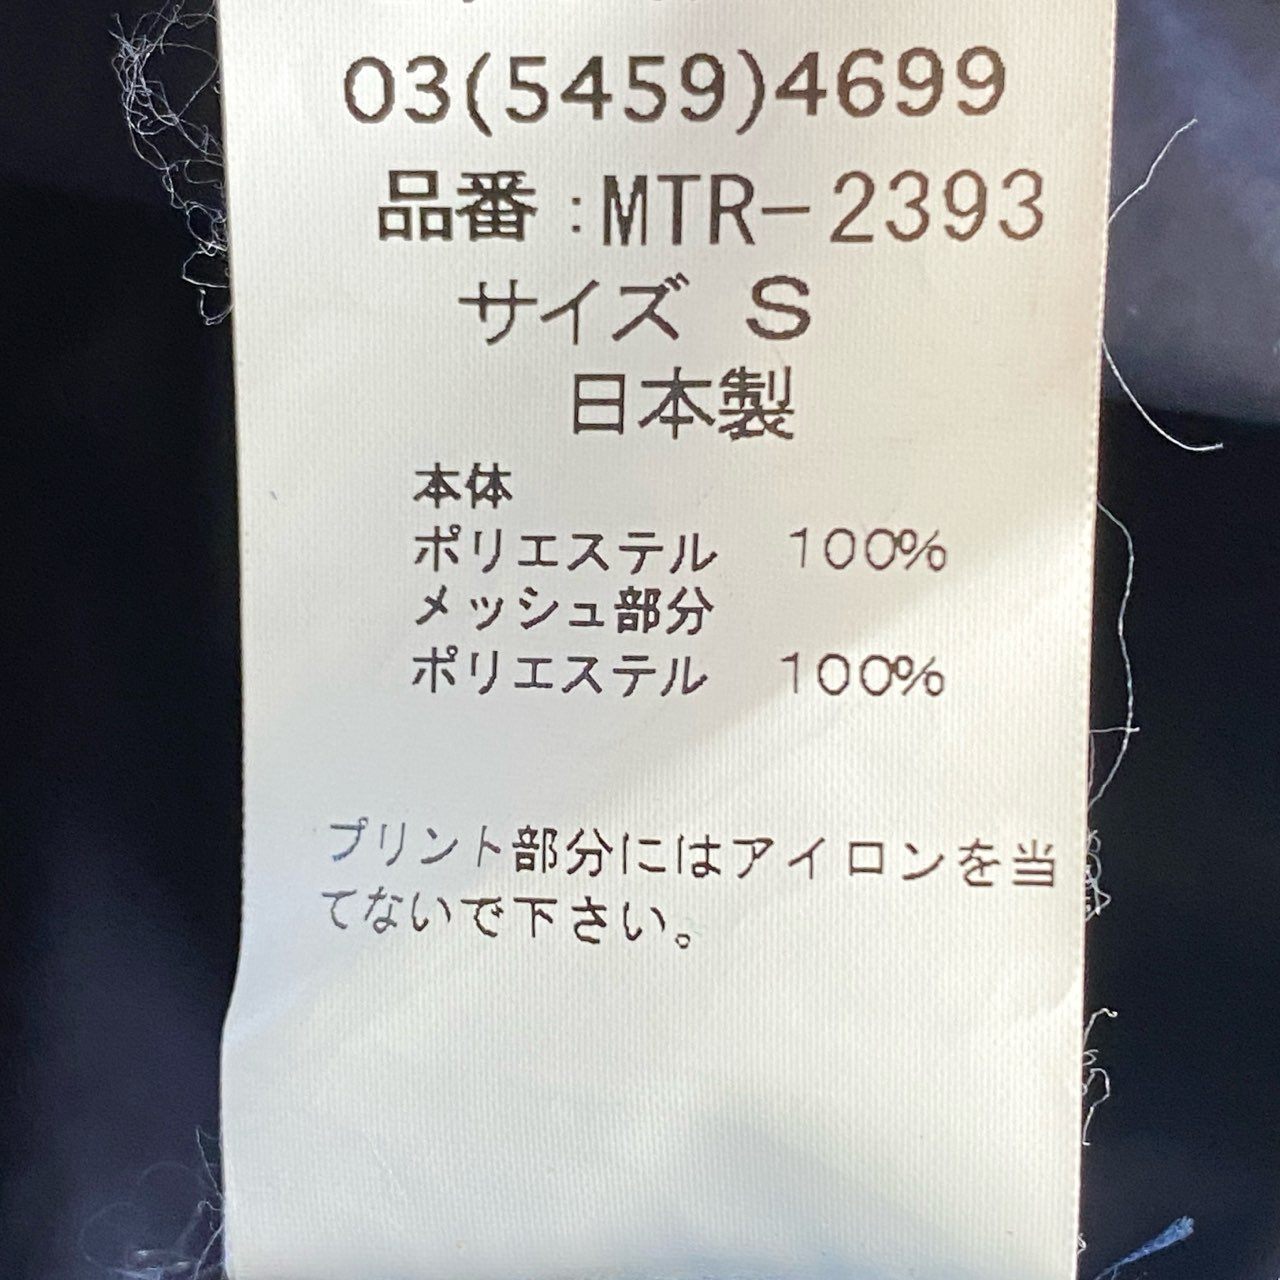 03(5459)4699
品番:MTR-2393
サイズ S
日本製
本体
ポリエステル 100%
メッシュ部分
ポリエステル 100%
プリント部分にはアイロンを当
てないで下さい。